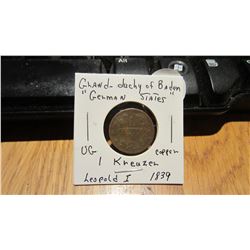 Grand-duchy of Baden
"German States"
VG copper
1 Kreuzer
Leopold I 1839